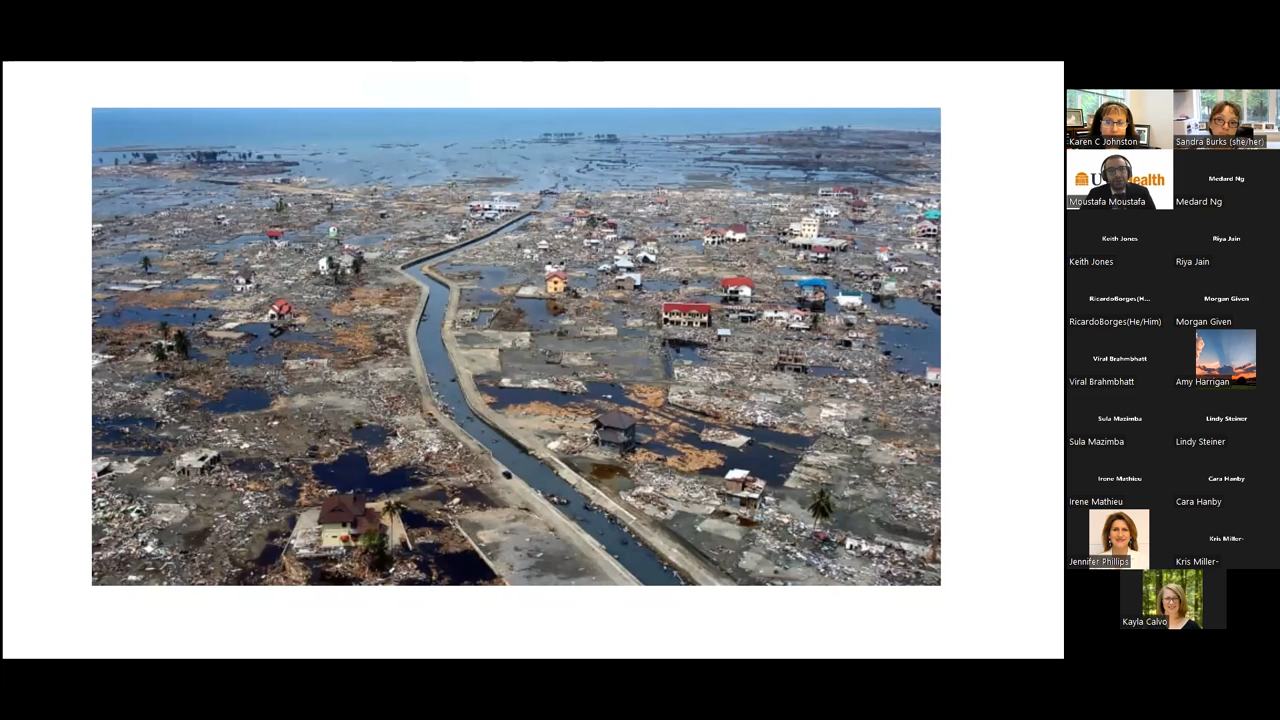 Karen C Johnston
Sandra Burks (she/her)
Moustafa Moustafa
Medard Ng
Medard Ng
Keith Jones
Riya Jain
Keith Jones
Riya Jain
RicardoBorges(H...
Morgan Given
RicardoBorges(He/Him)
Morgan Given
Viral Brahmbhatt
Viral Brahmbhatt
Amy Harrigan
Sula Mazimba
Lindy Steiner
Sula Mazimba
Lindy Steiner
Irene Mathieu
Cara Hanby
Irene Mathieu
Cara Hanby
Kris Miller-
Jennifer Phillips
Kris Miller-
Kayla Calvo